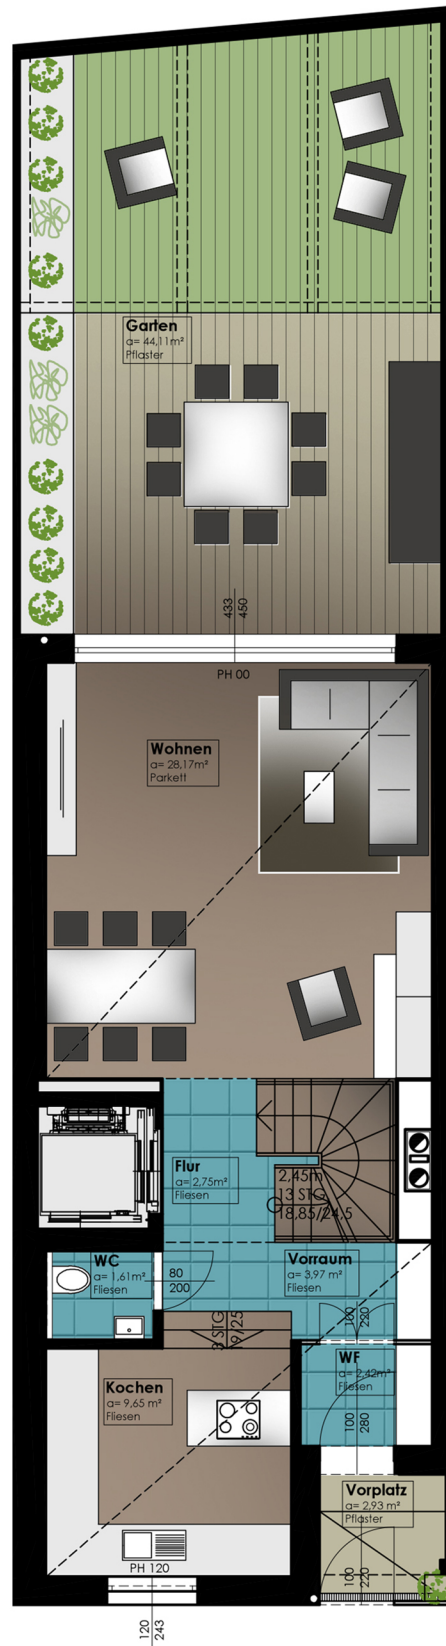 Garten
a= 44,11m²
Pflaster
433
450
PH 00
Wohnen
a= 28,17m²
Parkett
Flur
a= 2,75m²
Fliesen
2,45m
13 STG
18,85/24,5
WC
a= 1,61m²
Fliesen
80
200
Vorraum
a= 3,97 m²
Fliesen
100
220
3 STG
19/25
WF
a= 2,42m²
Fliesen
Kochen
a= 9,65 m²
Fliesen
100
280
Vorplatz
a= 2,93 m²
Pflaster
PH 120
100
220
120
243